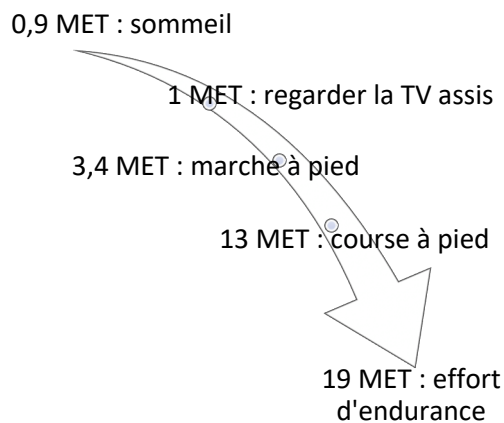 0,9 MET : sommeil
1 MET : regarder la TV assis
3,4 MET : marche à pied
13 MET : course à pied
19 MET : effort
d'endurance